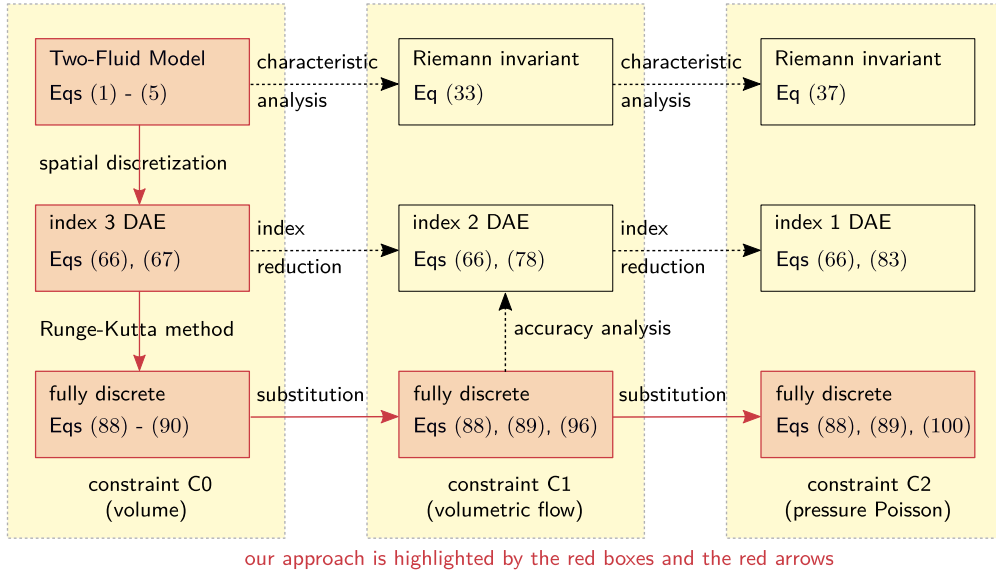 Two-Fluid Model
Eqs (1) - (5)
characteristic
analysis
Riemann invariant
Eq (33)
characteristic
analysis
Riemann invariant
Eq (37)
spatial discretization
index 3 DAE
Eqs (66), (67)
index
reduction
index 2 DAE
Eqs (66), (78)
index
reduction
index 1 DAE
Eqs (66), (83)
Runge-Kutta method
accuracy analysis
fully discrete
Eqs (88) - (90)
substitution
fully discrete
Eqs (88), (89), (96)
substitution
fully discrete
Eqs (88), (89), (100)
constraint C0
(volume)
constraint C1
(volumetric flow)
constraint C2
(pressure Poisson)
our approach is highlighted by the red boxes and the red arrows